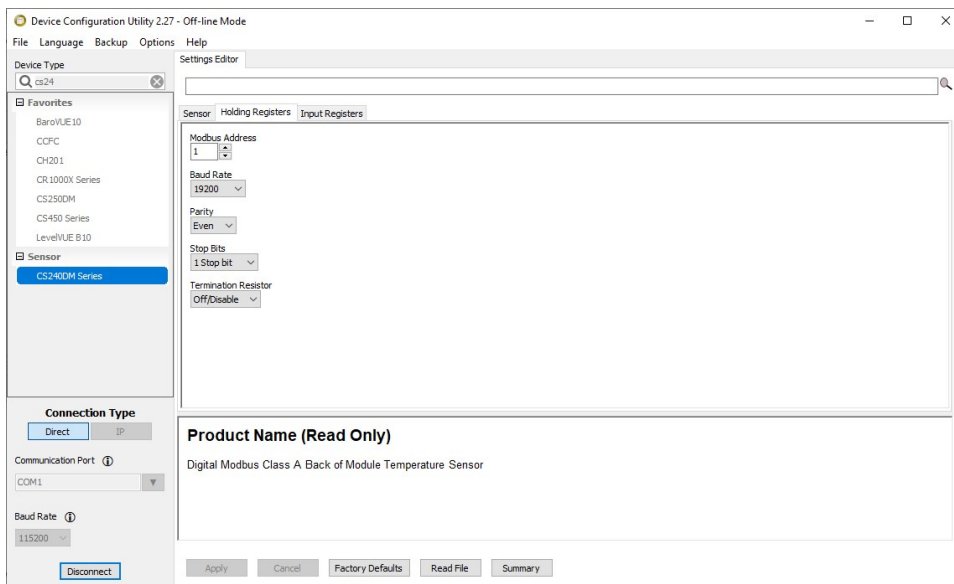 Device Configuration Utility 2.27 - Off-line Mode
File Language Backup Options Help
Device Type
cs24
Favorites
BaroVUE10
CCFC
CH201
CR1000X Series
CS250DM
CS450 Series
LevelVUE B10
Sensor
CS240DM Series
Connection Type
Direct IP
Communication Port
COM1
Baud Rate
115200
Disconnect
Settings Editor
Sensor Holding Registers Input Registers
Modbus Address
1
Baud Rate
19200
Parity
Even
Stop Bits
1 Stop bit
Termination Resistor
Off/Disable
Product Name (Read Only)
Digital Modbus Class A Back of Module Temperature Sensor
Apply Cancel Factory Defaults Read File Summary